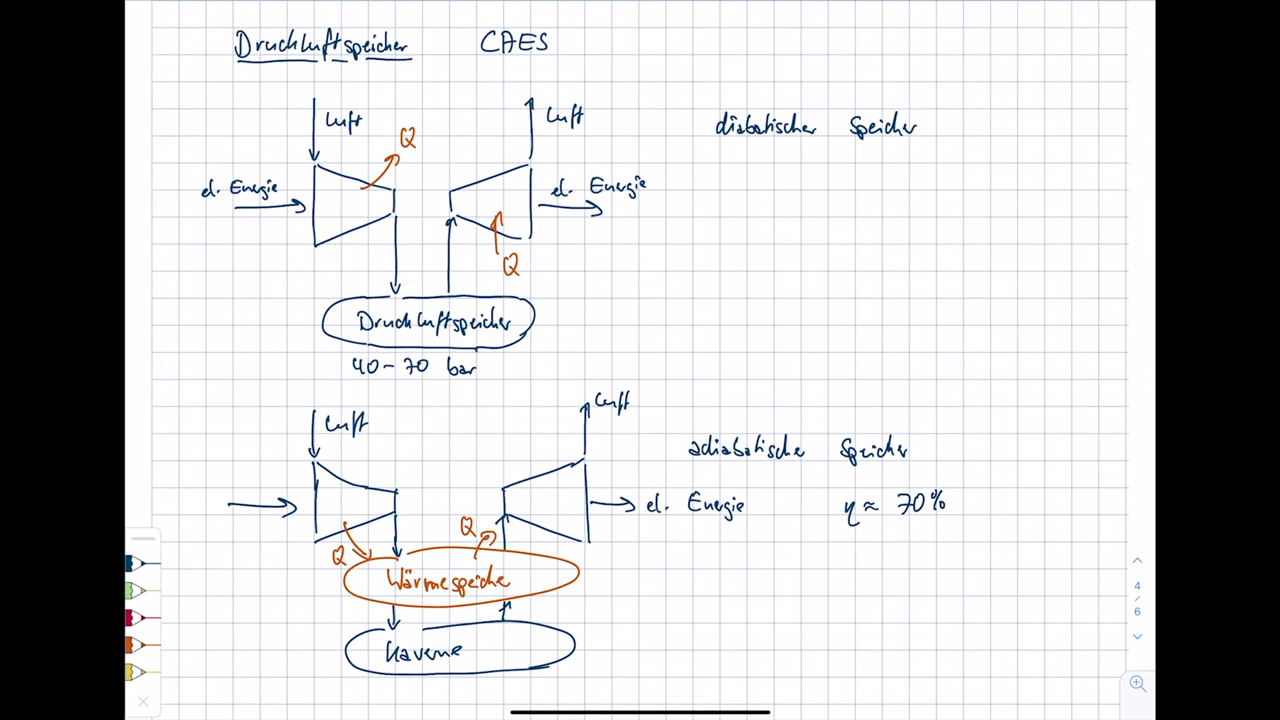 Druckluftspeicher CAES
Luft Luft
diabatischer Speicher
Q
el. Energie el. Energie
Q
Druckluftspeicher
40 - 70 bar
Luft Luft
adiabatische Speicher
el. Energie η ≈ 70%
Q Q
Wärmespeiche
Kaverne
4
/
6